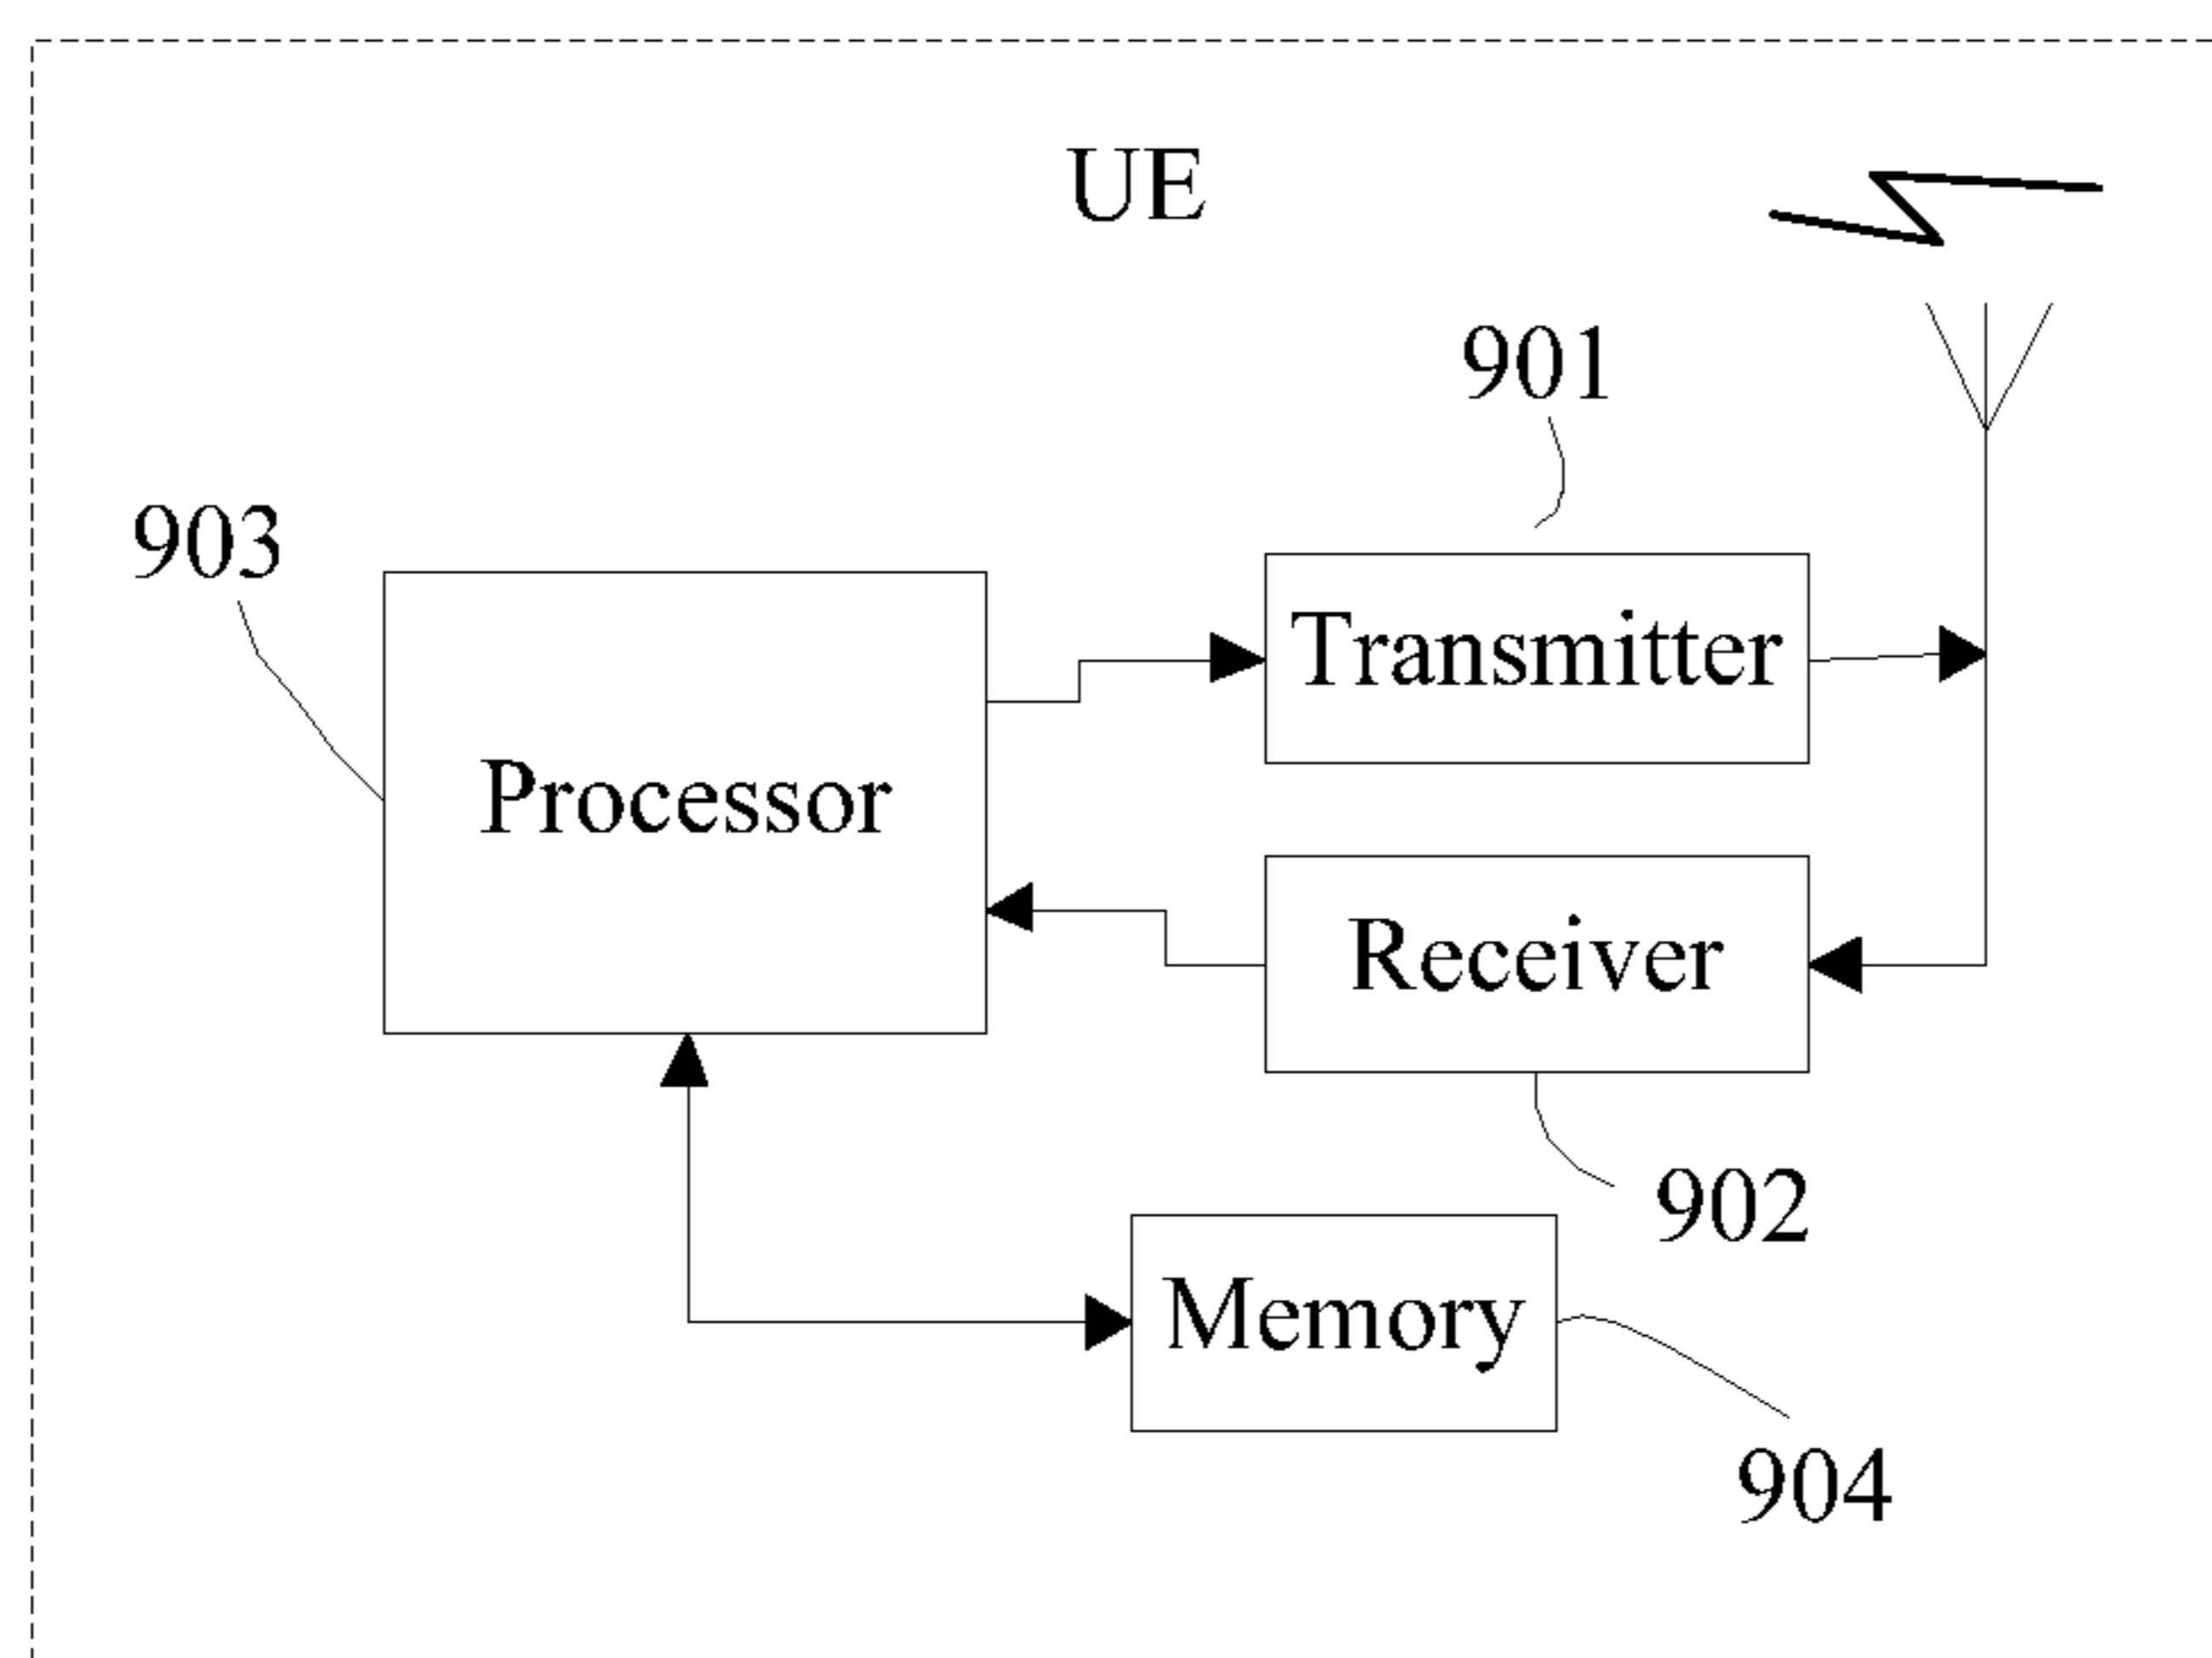 UE
901
903
Transmitter
Processor
Receiver
902
Memory
904